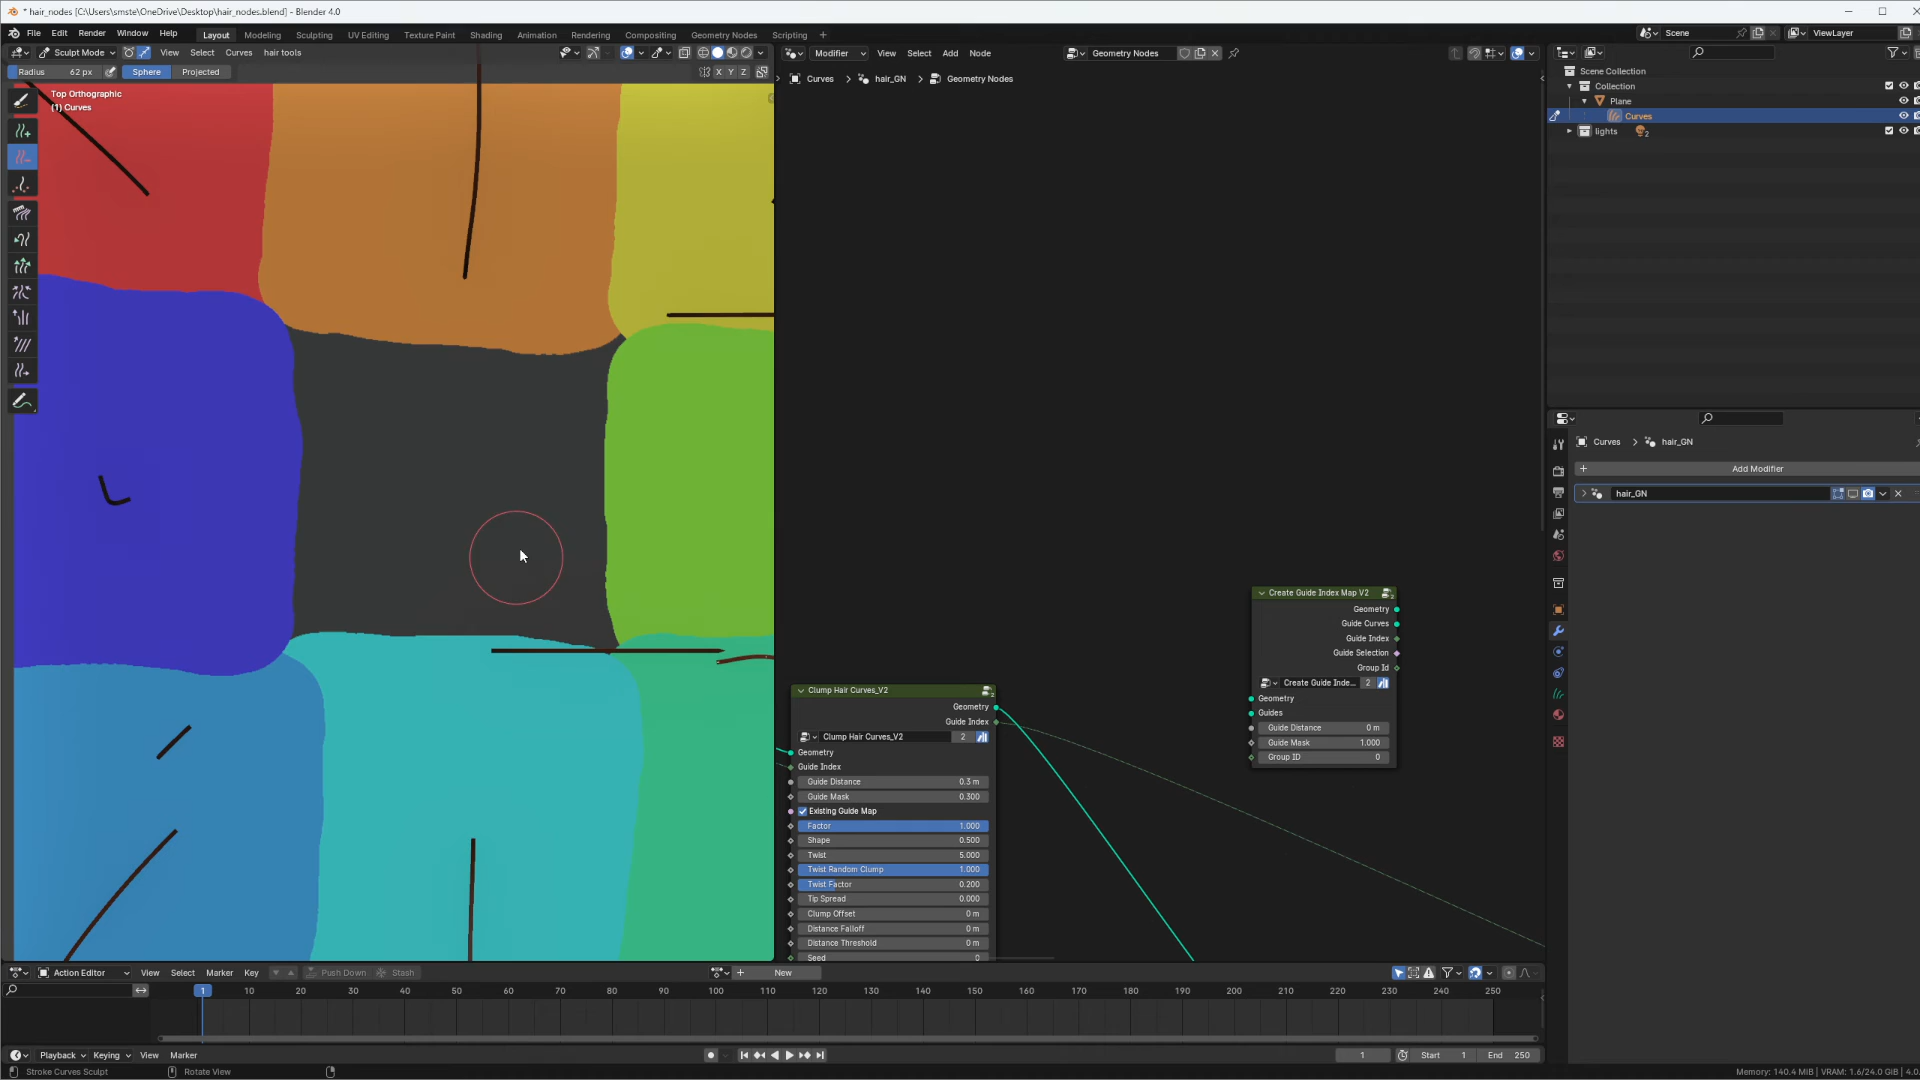 * hair_nodes [C:\Users\smste\OneDrive\Desktop\hair_nodes.blend] - Blender 4.0
File Edit Render Window Help Layout Modeling Sculpting UV Editing Texture Paint Shading Animation Rendering Compositing Geometry Nodes Scripting + Scene ViewLayer
Sculpt Mode View Select Curves hair tools Modifier View Select Add Node Geometry Nodes
Radius 62 px Sphere Projected X Y Z
Curves > hair_GN > Geometry Nodes
Top Orthographic
(1) Curves
Scene Collection
Collection
Plane
Curves
lights 2
Curves > hair_GN
+ Add Modifier
hair_GN
Create Guide Index Map V2
Geometry
Guide Curves
Guide Index
Guide Selection
Group Id
Create Guide Inde... 2
Geometry
Guides
Guide Distance 0 m
Guide Mask 1.000
Group ID 0
Clump Hair Curves_V2
Geometry
Guide Index
Clump Hair Curves_V2 2
Geometry
Guide Index
Guide Distance 0.3 m
Guide Mask 0.300
Existing Guide Map
Factor 1.000
Shape 0.500
Twist 5.000
Twist Random Clump 1.000
Twist Factor 0.200
Tip Spread 0.000
Clump Offset 0 m
Distance Falloff 0 m
Distance Threshold 0 m
Seed 0
Action Editor View Select Marker Key Push Down Stash + New
1 10 20 30 40 50 60 70 80 90 100 110 120 130 140 150 160 170 180 190 200 210 220 230 240 250
Playback Keying View Marker 1 Start 1 End 250
Stroke Curves Sculpt Rotate View Memory: 140.4 MiB | VRAM: 1.6/24.0 GiB | 4.0